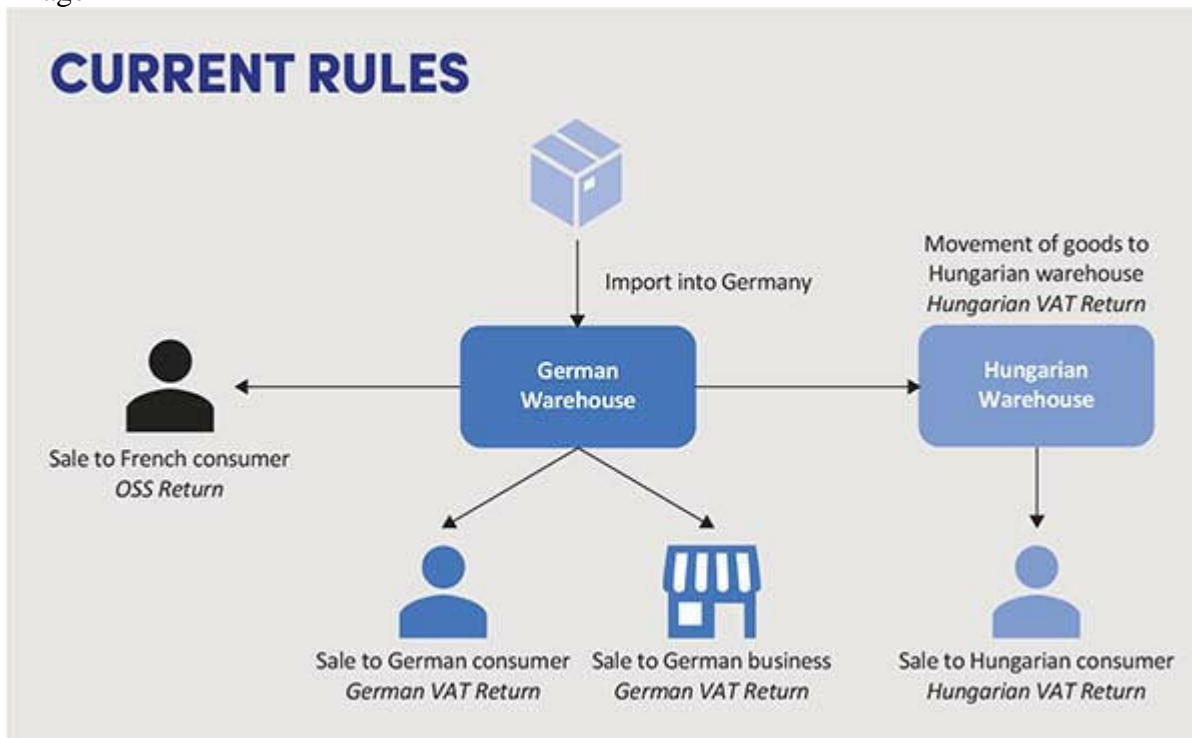 CURRENT RULES
Import into Germany
Movement of goods to
Hungarian warehouse
Hungarian VAT Return
German
Warehouse
Hungarian
Warehouse
Sale to French consumer
OSS Return
Sale to German consumer
German VAT Return
Sale to German business
German VAT Return
Sale to Hungarian consumer
Hungarian VAT Return